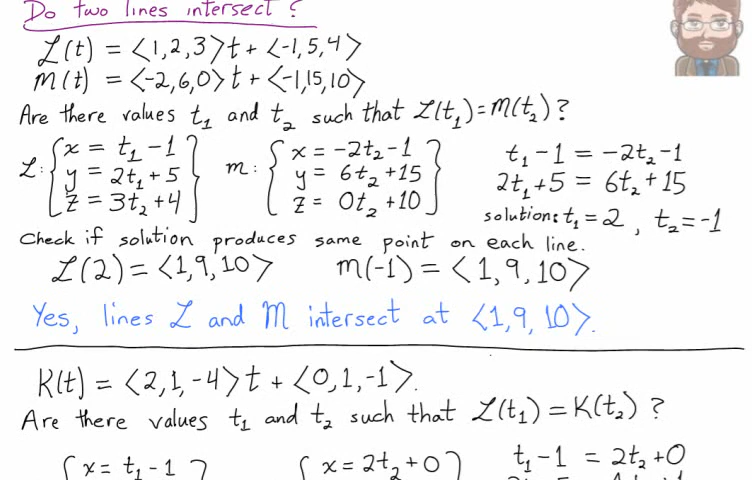 Do two lines intersect?
L(t) = <1,2,3>t + <-1,5,4>
m(t) = <-2,6,0>t + <-1,15,10>
Are there values t₁ and t₂ such that L(t₁)=m(t₂)?
L: { x = t₁ - 1 } m: { x = -2t₂ - 1 } t₁ - 1 = -2t₂ - 1
y = 2t₁ + 5 y = 6t₂ + 15 2t₁ + 5 = 6t₂ + 15
z = 3t₂ + 4 z = 0t₂ + 10 solution: t₁ = 2 , t₂ = -1
Check if solution produces same point on each line.
L(2) = <1,9,10> m(-1) = <1,9,10>
Yes, lines L and M intersect at <1,9,10>.
K(t) = <2,1,-4>t + <0,1,-1>.
Are there values t₁ and t₂ such that L(t₁) = K(t₂)?
{ x = t₁ - 1 } { x = 2t₂ + 0 } t₁ - 1 = 2t₂ + 0